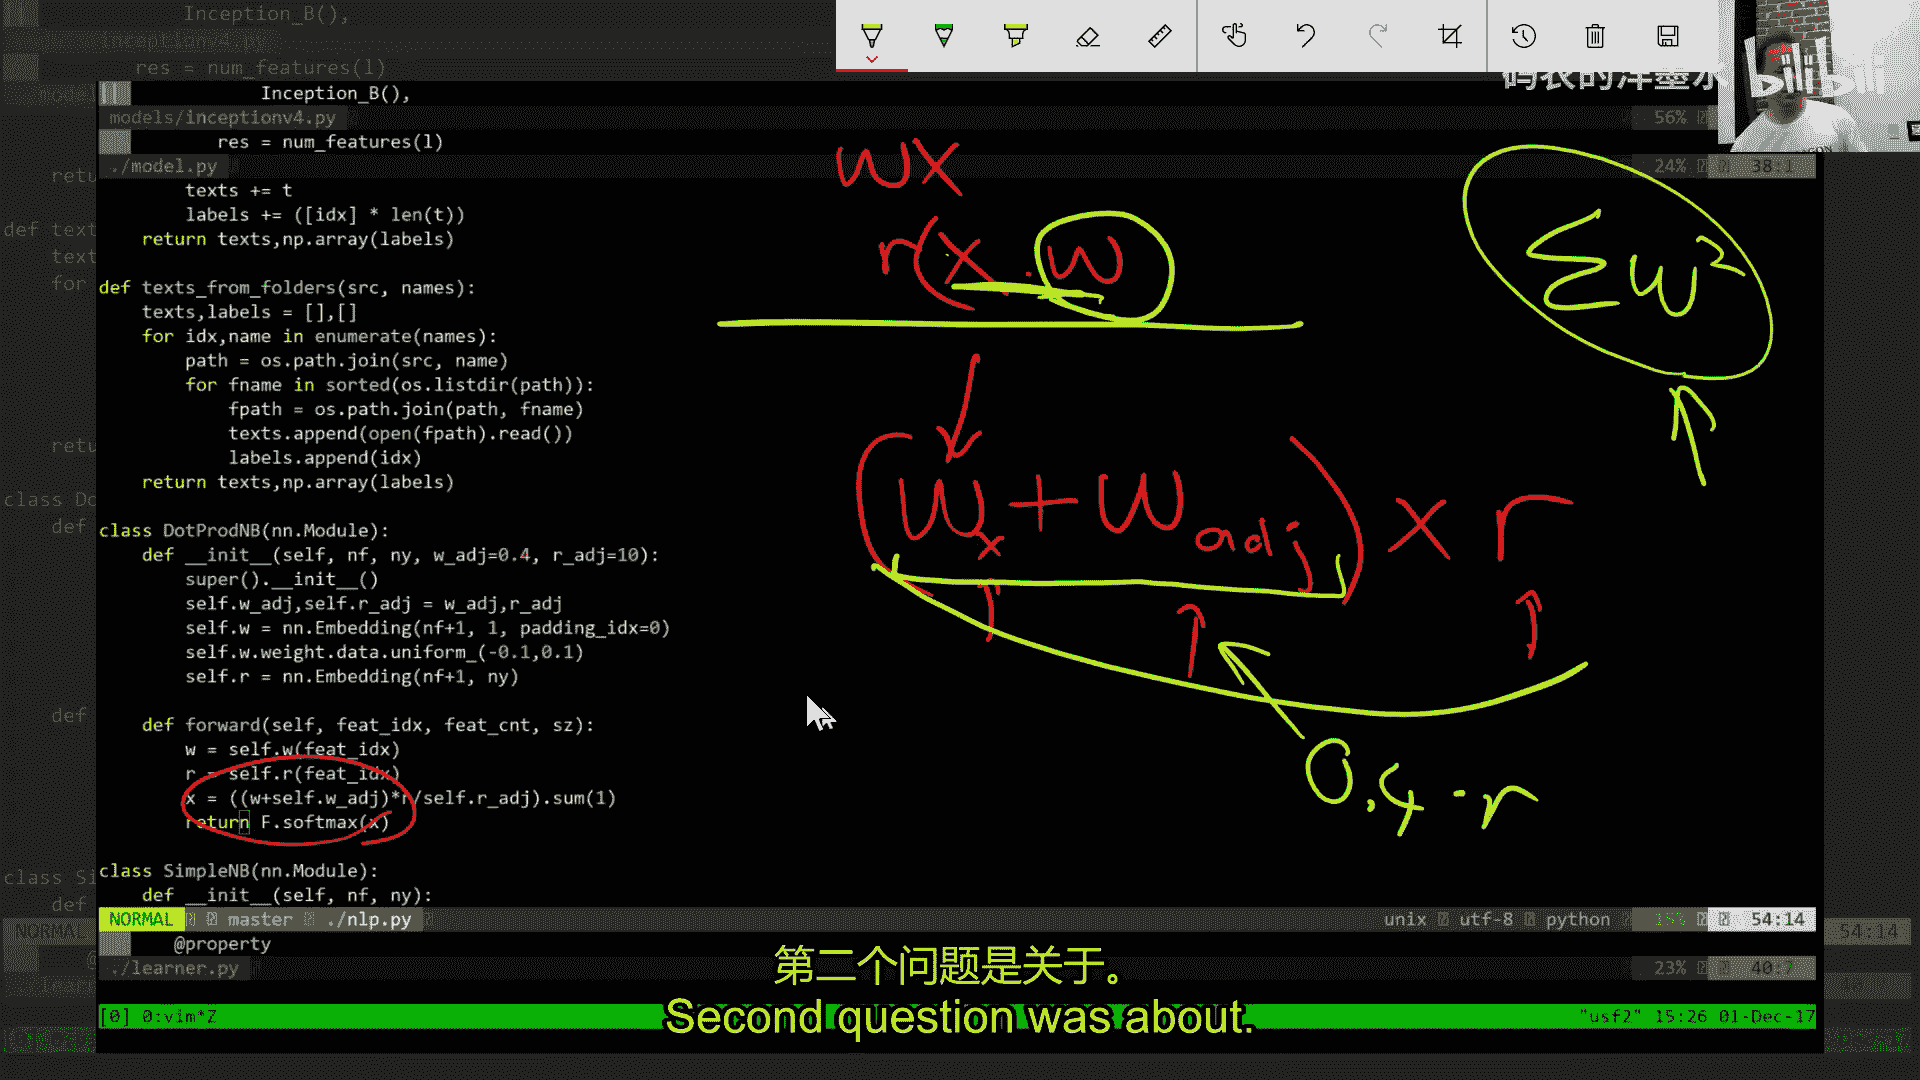 Inception_B(),
res = num_features(l)
Inception_B(),
models/inceptionv4.py
56%
res = num_features(l)
./model.py
24%
38:1
texts += t
labels += ([idx] * len(t))
return texts,np.array(labels)
def texts_from_folders(src, names):
texts,labels = [],[]
for idx,name in enumerate(names):
path = os.path.join(src, name)
for fname in sorted(os.listdir(path)):
fpath = os.path.join(path, fname)
texts.append(open(fpath).read())
labels.append(idx)
return texts,np.array(labels)
class DotProdNB(nn.Module):
def __init__(self, nf, ny, w_adj=0.4, r_adj=10):
super().__init__()
self.w_adj,self.r_adj = w_adj,r_adj
self.w = nn.Embedding(nf+1, 1, padding_idx=0)
self.w.weight.data.uniform_(-0.1,0.1)
self.r = nn.Embedding(nf+1, ny)
def forward(self, feat_idx, feat_cnt, sz):
w = self.w(feat_idx)
r = self.r(feat_idx)
x = ((w+self.w_adj)*r/self.r_adj).sum(1)
return F.softmax(x)
class SimpleNB(nn.Module):
def __init__(self, nf, ny):
NORMAL master ./nlp.py unix utf-8 python 15% 54:14
@property
./learner.py
23%
[0] 0:vim*Z "usf2" 15:26 01-Dec-17
wx
r(x·w
Σw²
(wx+wadj)×r
0.4·r
bilibili
第二个问题是关于。
Second question was about.